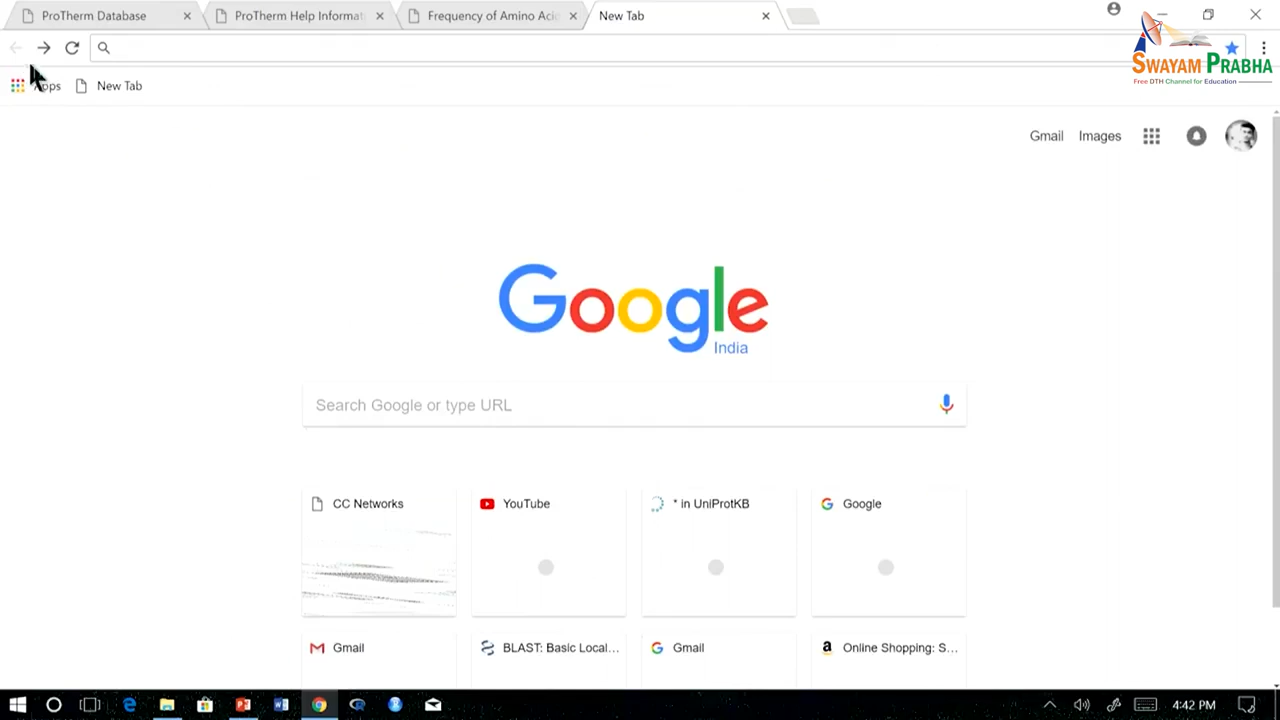 ProTherm Database
ProTherm Help Informat
Frequency of Amino Aci
New Tab
SWAYAM PRABHA
Free DTH Channel for Education
New Tab
Gmail Images
Google
India
Search Google or type URL
CC Networks
YouTube
* in UniProtKB
Google
Gmail
BLAST: Basic Local...
Gmail
Online Shopping: S...
4:42 PM